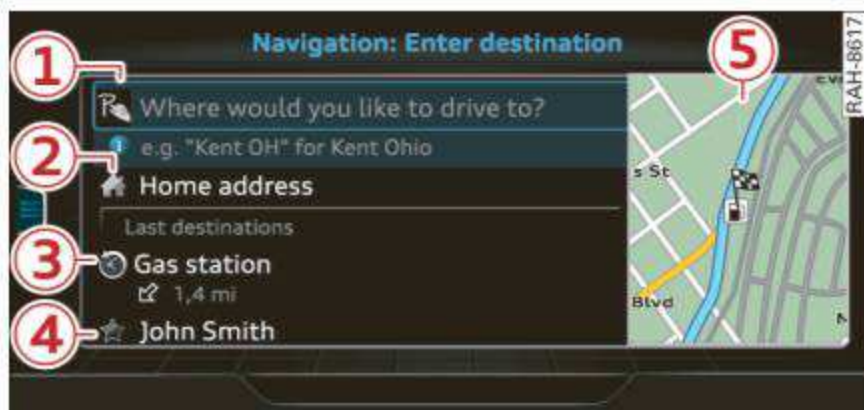 Navigation: Enter destination
1
Where would you like to drive to?
e.g. "Kent OH" for Kent Ohio
2
Home address
Last destinations
3
Gas station
1,4 mi
4
John Smith
5
s St
Blvd
RAH-8617